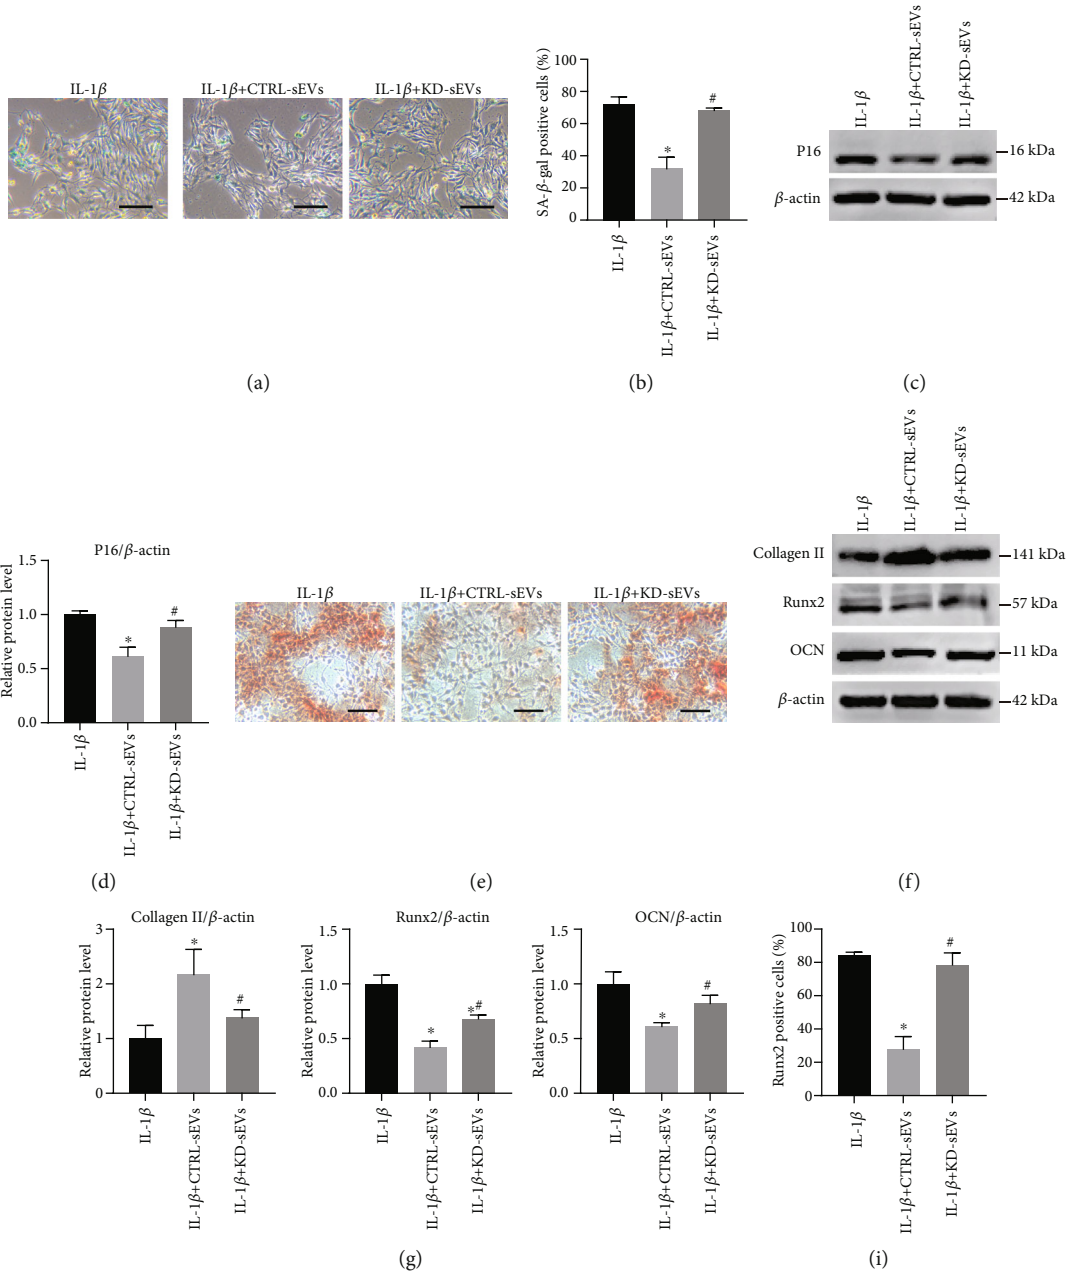 IL-1β
IL-1β+CTRL-sEVs
IL-1β+KD-sEVs
(a)
SA-β-gal positive cells (%)
100
80
60
40
20
0
*
#
IL-1β
IL-1β+CTRL-sEVs
IL-1β+KD-sEVs
(b)
IL-1β
IL-1β+CTRL-sEVs
IL-1β+KD-sEVs
P16
16 kDa
β-actin
42 kDa
(c)
P16/β-actin
Relative protein level
1.5
1.0
0.5
0.0
*
#
IL-1β
IL-1β+CTRL-sEVs
IL-1β+KD-sEVs
(d)
IL-1β
IL-1β+CTRL-sEVs
IL-1β+KD-sEVs
(e)
IL-1β
IL-1β+CTRL-sEVs
IL-1β+KD-sEVs
Collagen II
141 kDa
Runx2
57 kDa
OCN
11 kDa
β-actin
42 kDa
(f)
Collagen II/β-actin
Relative protein level
3
2
1
0
*
#
IL-1β
IL-1β+CTRL-sEVs
IL-1β+KD-sEVs
Runx2/β-actin
Relative protein level
1.5
1.0
0.5
0.0
*
*#
IL-1β
IL-1β+CTRL-sEVs
IL-1β+KD-sEVs
OCN/β-actin
Relative protein level
1.5
1.0
0.5
0.0
*
#
IL-1β
IL-1β+CTRL-sEVs
IL-1β+KD-sEVs
(g)
Runx2 positive cells (%)
100
80
60
40
20
0
*
#
IL-1β
IL-1β+CTRL-sEVs
IL-1β+KD-sEVs
(i)